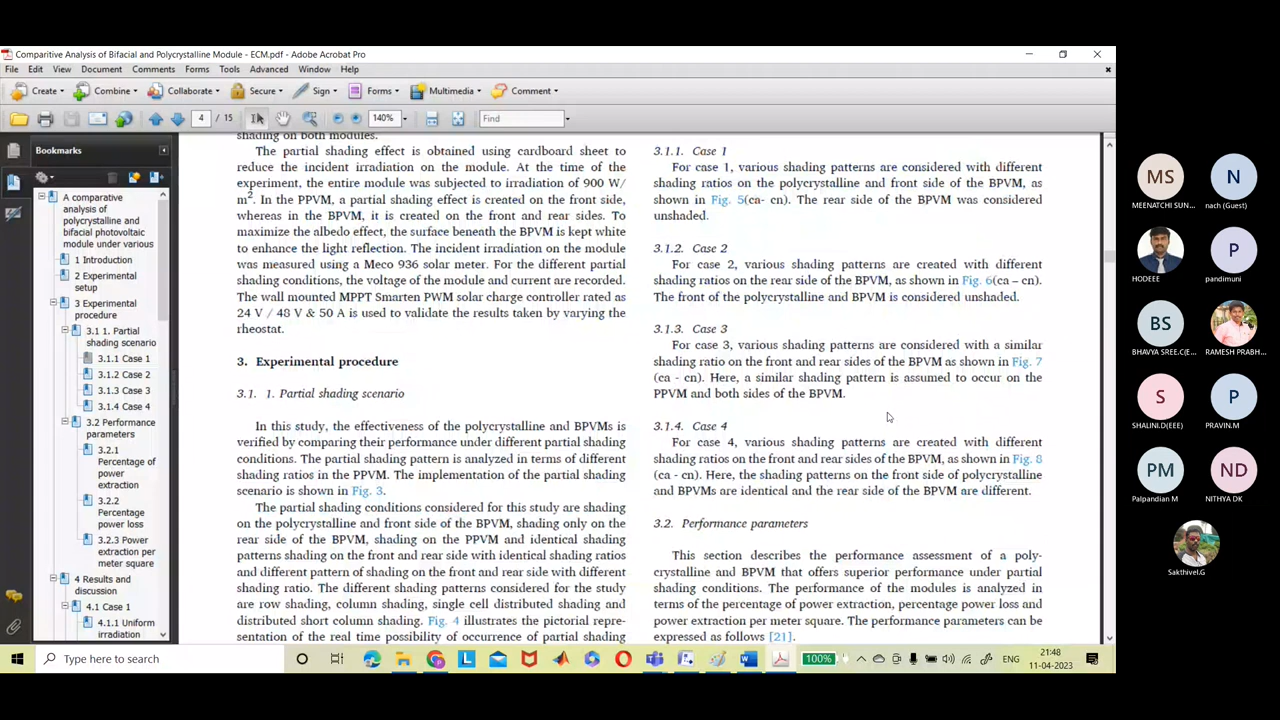 Comparitive Analysis of Bifacial and Polycrystalline Module - ECM.pdf - Adobe Acrobat Pro
File Edit View Document Comments Forms Tools Advanced Window Help
Create Combine Collaborate Secure Sign Forms Multimedia Comment
4 / 15 140% Find
Bookmarks
A comparative
analysis of
polycrystalline and
bifacial photovoltaic
module under various
1 Introduction
2 Experimental
setup
3 Experimental
procedure
3.1 1. Partial
shading scenario
3.1.1 Case 1
3.1.2 Case 2
3.1.3 Case 3
3.1.4 Case 4
3.2 Performance
parameters
3.2.1
Percentage of
power
extraction
3.2.2
Percentage
power loss
3.2.3 Power
extraction per
meter square
4 Results and
discussion
4.1 Case 1
4.1.1 Uniform
irradiation
shading on both modules.
The partial shading effect is obtained using cardboard sheet to
reduce the incident irradiation on the module. At the time of the
experiment, the entire module was subjected to irradiation of 900 W/
m2. In the PPVM, a partial shading effect is created on the front side,
whereas in the BPVM, it is created on the front and rear sides. To
maximize the albedo effect, the surface beneath the BPVM is kept white
to enhance the light reflection. The incident irradiation on the module
was measured using a Meco 936 solar meter. For the different partial
shading conditions, the voltage of the module and current are recorded.
The wall mounted MPPT Smarten PWM solar charge controller rated as
24 V / 48 V & 50 A is used to validate the results taken by varying the
rheostat.
3. Experimental procedure
3.1. 1. Partial shading scenario
In this study, the effectiveness of the polycrystalline and BPVMs is
verified by comparing their performance under different partial shading
conditions. The partial shading pattern is analyzed in terms of different
shading ratios in the PPVM. The implementation of the partial shading
scenario is shown in Fig. 3.
The partial shading conditions considered for this study are shading
on the polycrystalline and front side of the BPVM, shading only on the
rear side of the BPVM, shading on the PPVM and identical shading
patterns shading on the front and rear side with identical shading ratios
and different pattern of shading on the front and rear side with different
shading ratio. The different shading patterns considered for the study
are row shading, column shading, single cell distributed shading and
distributed short column shading. Fig. 4 illustrates the pictorial repre-
sentation of the real time possibility of occurrence of partial shading
3.1.1. Case 1
For case 1, various shading patterns are considered with different
shading ratios on the polycrystalline and front side of the BPVM, as
shown in Fig. 5(ca- cn). The rear side of the BPVM was considered
unshaded.
3.1.2. Case 2
For case 2, various shading patterns are created with different
shading ratios on the rear side of the BPVM, as shown in Fig. 6(ca – cn).
The front of the polycrystalline and BPVM is considered unshaded.
3.1.3. Case 3
For case 3, various shading patterns are considered with a similar
shading ratio on the front and rear sides of the BPVM as shown in Fig. 7
(ca - cn). Here, a similar shading pattern is assumed to occur on the
PPVM and both sides of the BPVM.
3.1.4. Case 4
For case 4, various shading patterns are created with different
shading ratios on the front and rear sides of the BPVM, as shown in Fig. 8
(ca - cn). Here, the shading patterns on the front side of polycrystalline
and BPVMs are identical and the rear side of the BPVM are different.
3.2. Performance parameters
This section describes the performance assessment of a poly-
crystalline and BPVM that offers superior performance under partial
shading conditions. The performance of the modules is analyzed in
terms of the percentage of power extraction, percentage power loss and
power extraction per meter square. The performance parameters can be
expressed as follows [21].
MS N
MEENATCHI SUN... nach (Guest)
P
HODEEE pandimuni
BS
BHAVYA SREE.C(E... RAMESH PRABH...
S P
SHALINI.D(EEE) PRAVIN.M
PM ND
Palpandian M NITHYA DK
Sakthivel.G
Type here to search
100%
ENG
21:48
11-04-2023